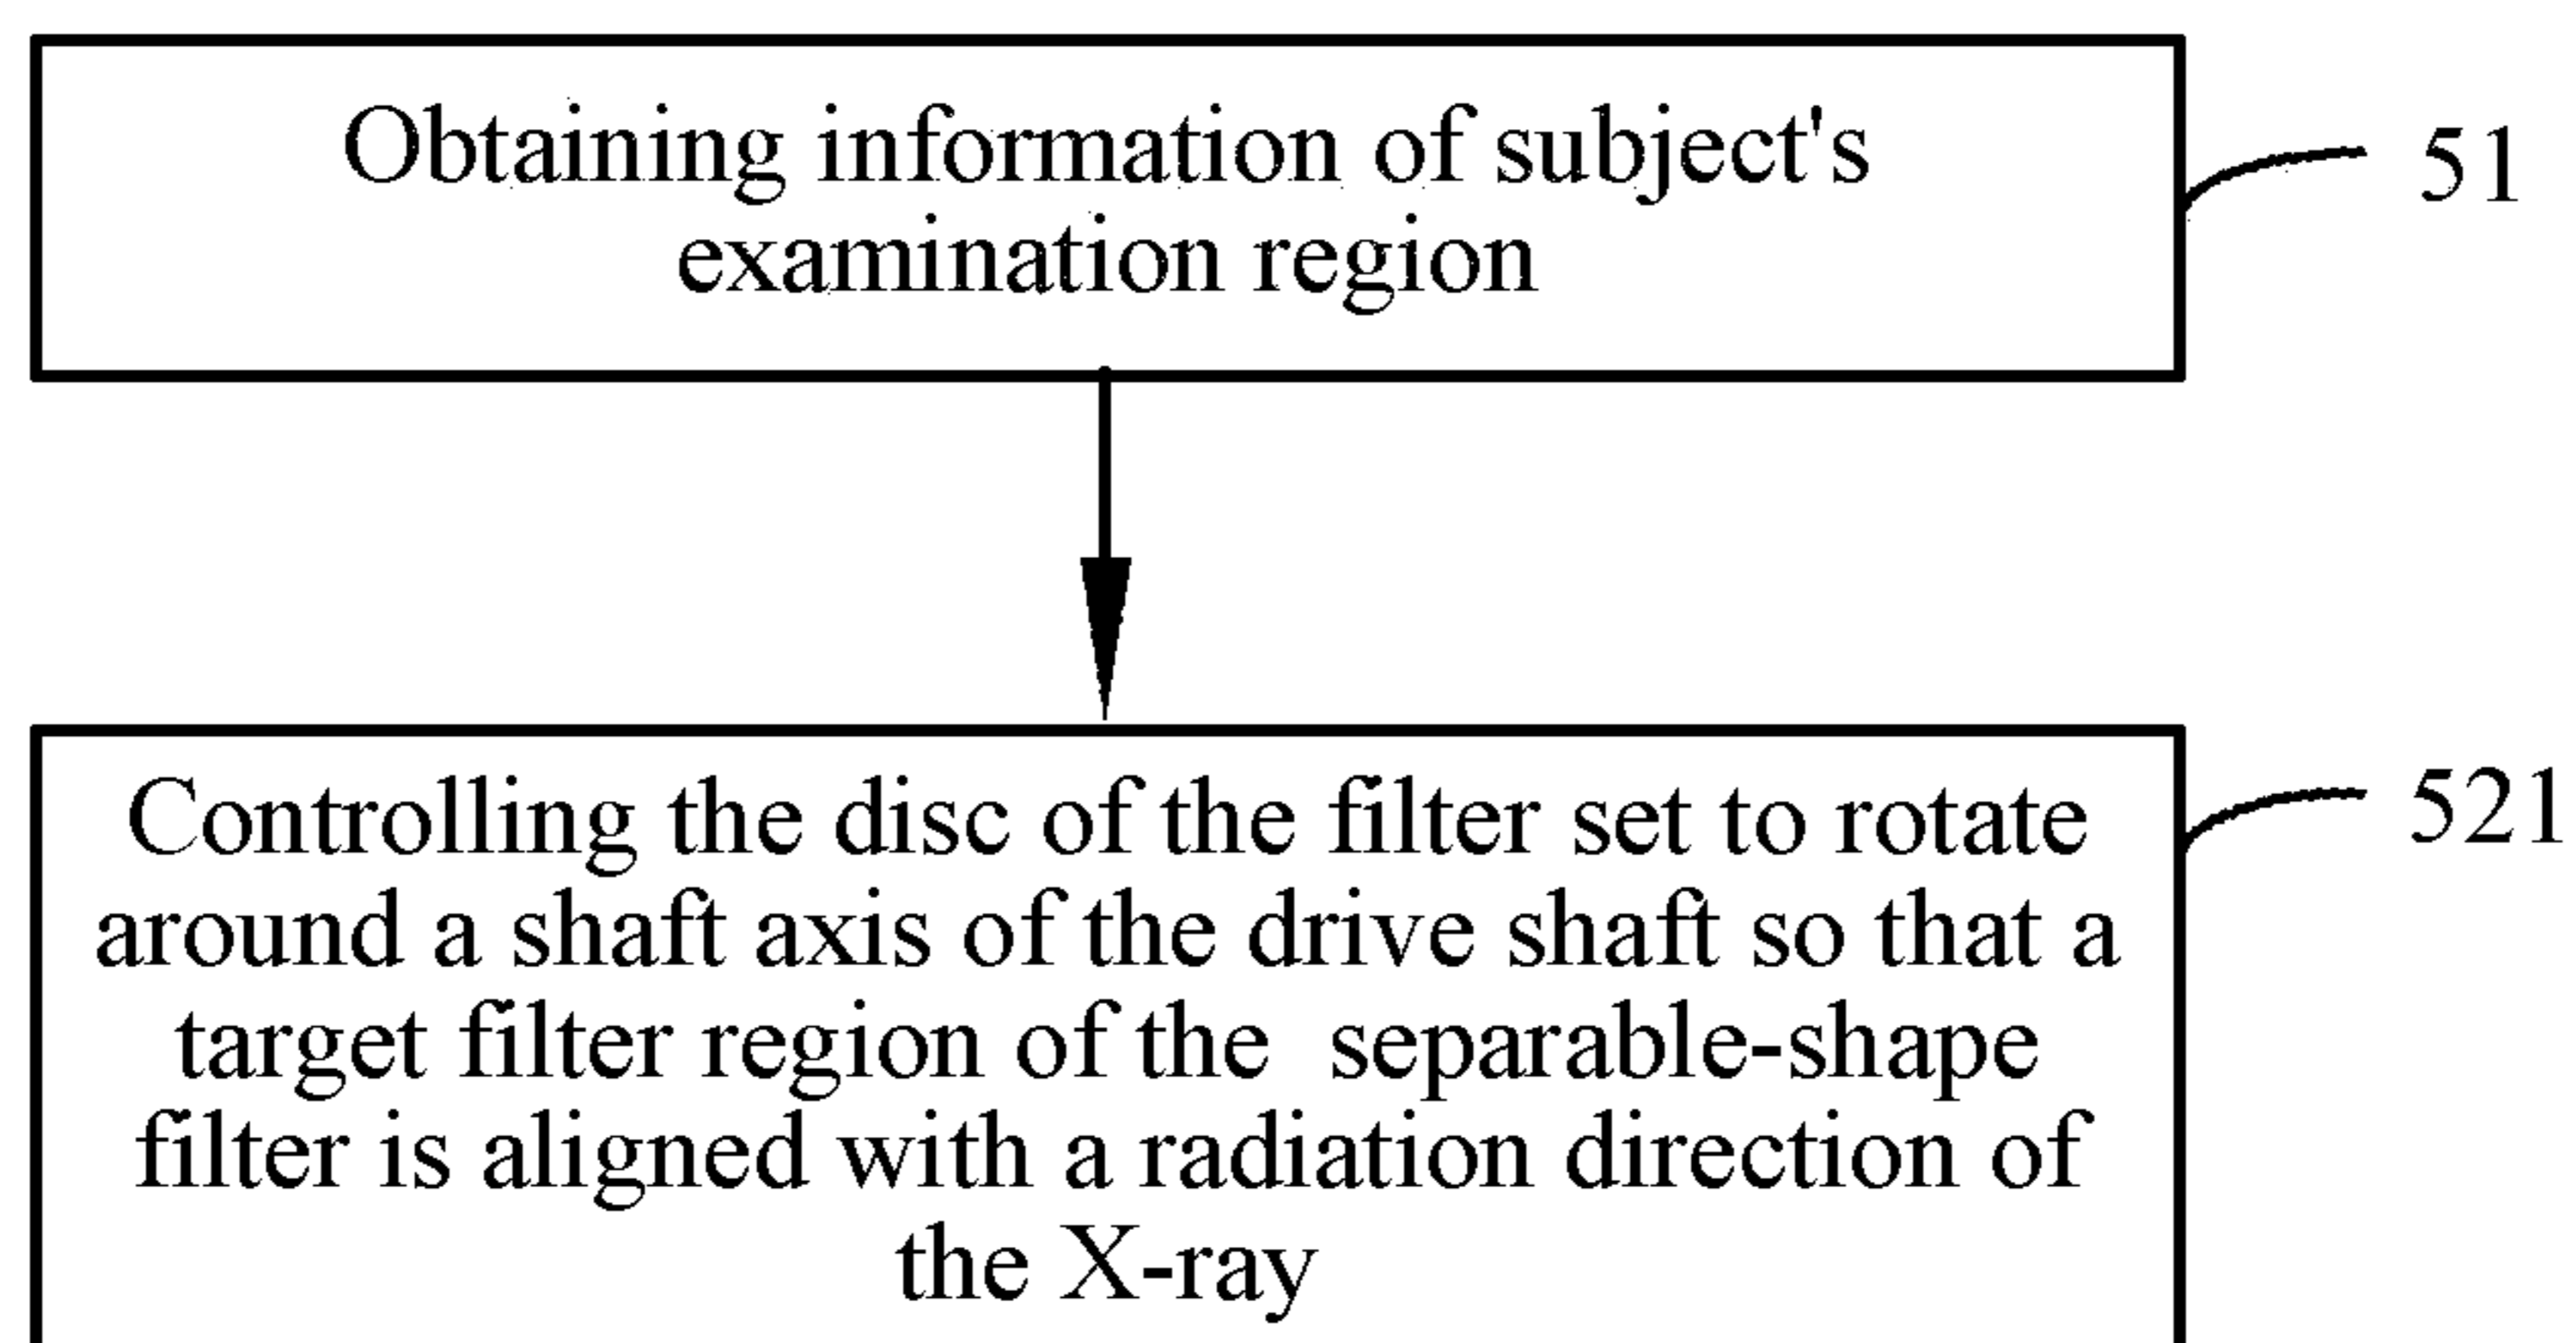 Obtaining information of subject's
examination region
51
Controlling the disc of the filter set to rotate
around a shaft axis of the drive shaft so that a
target filter region of the separable-shape
filter is aligned with a radiation direction of
the X-ray
521